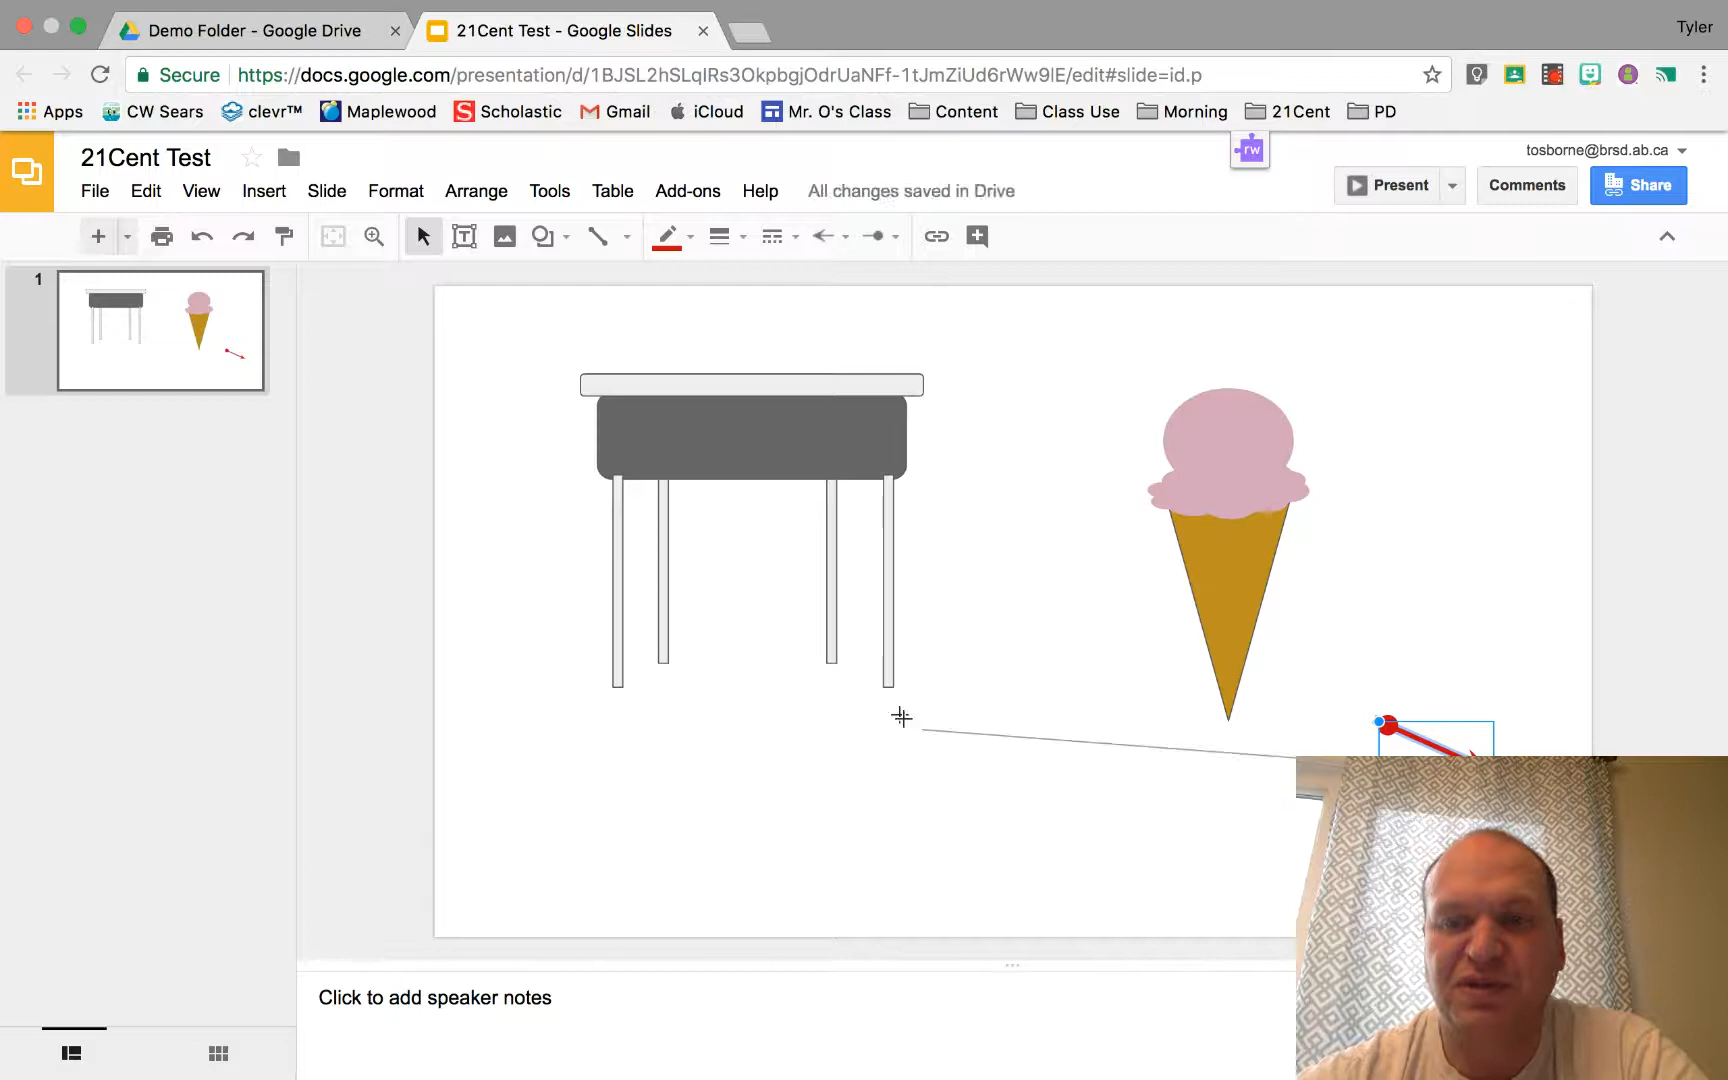 Demo Folder - Google Drive
21Cent Test - Google Slides
Tyler
Secure
https://docs.google.com/presentation/d/1BJSL2hSLqIRs3OkpbgjOdrUaNFf-1tJmZiUd6rWw9lE/edit#slide=id.p
Apps CW Sears clevr™ Maplewood Scholastic Gmail iCloud Mr. O's Class Content Class Use Morning 21Cent PD
rw
21Cent Test
tosborne@brsd.ab.ca
File Edit View Insert Slide Format Arrange Tools Table Add-ons Help All changes saved in Drive
Present Comments Share
1
Click to add speaker notes